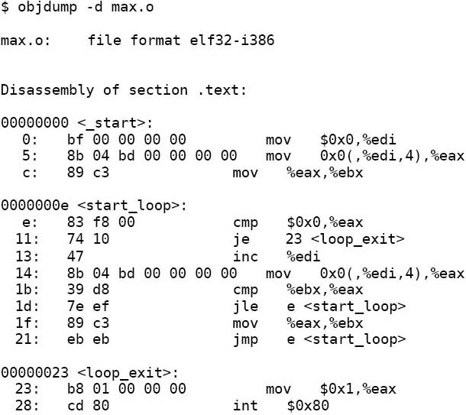 $ objdump -d max.o
max.o:     file format elf32-i386
Disassembly of section .text:
00000000 <_start>:
   0:   bf 00 00 00 00          mov    $0x0,%edi
   5:   8b 04 bd 00 00 00 00    mov    0x0(,%edi,4),%eax
   c:   89 c3                   mov    %eax,%ebx
0000000e <start_loop>:
   e:   83 f8 00                cmp    $0x0,%eax
  11:   74 10                   je     23 <loop_exit>
  13:   47                      inc    %edi
  14:   8b 04 bd 00 00 00 00    mov    0x0(,%edi,4),%eax
  1b:   39 d8                   cmp    %ebx,%eax
  1d:   7e ef                   jle    e <start_loop>
  1f:   89 c3                   mov    %eax,%ebx
  21:   eb eb                   jmp    e <start_loop>
00000023 <loop_exit>:
  23:   b8 01 00 00 00          mov    $0x1,%eax
  28:   cd 80                   int    $0x80